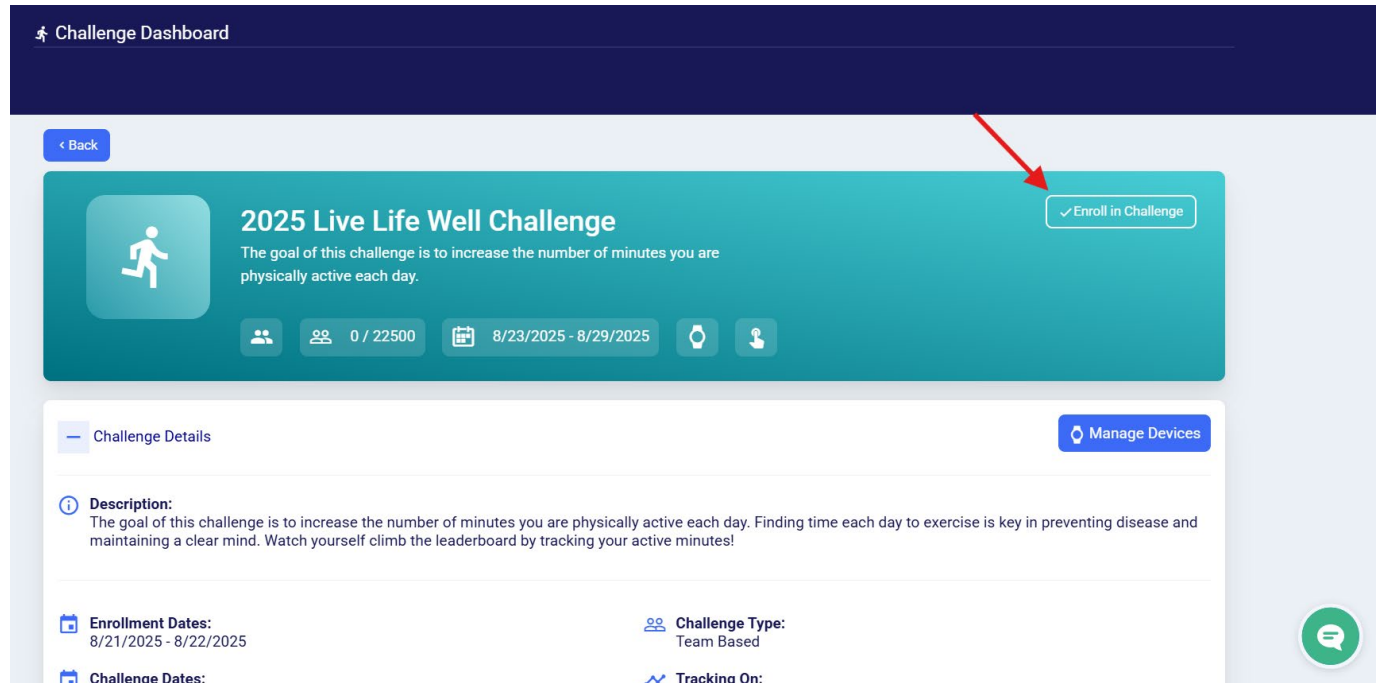 Challenge Dashboard
< Back
2025 Live Life Well Challenge
Enroll in Challenge
The goal of this challenge is to increase the number of minutes you are
physically active each day.
0 / 22500
8/23/2025 - 8/29/2025
Challenge Details
Manage Devices
Description:
The goal of this challenge is to increase the number of minutes you are physically active each day. Finding time each day to exercise is key in preventing disease and
maintaining a clear mind. Watch yourself climb the leaderboard by tracking your active minutes!
Enrollment Dates:
8/21/2025 - 8/22/2025
Challenge Type:
Team Based
Challenge Dates:
Tracking On: